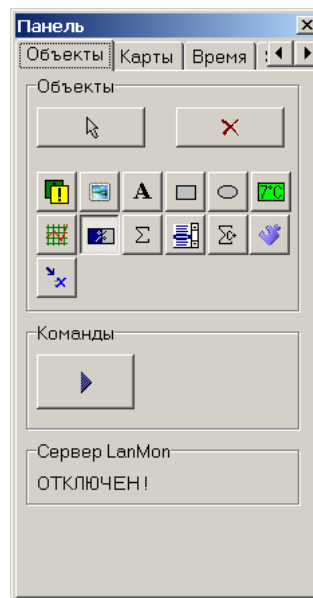 Панель
Объекты Карты Время
Объекты
A 7°C
Σ Σ
Команды
Сервер LanMon
ОТКЛЮЧЕН!